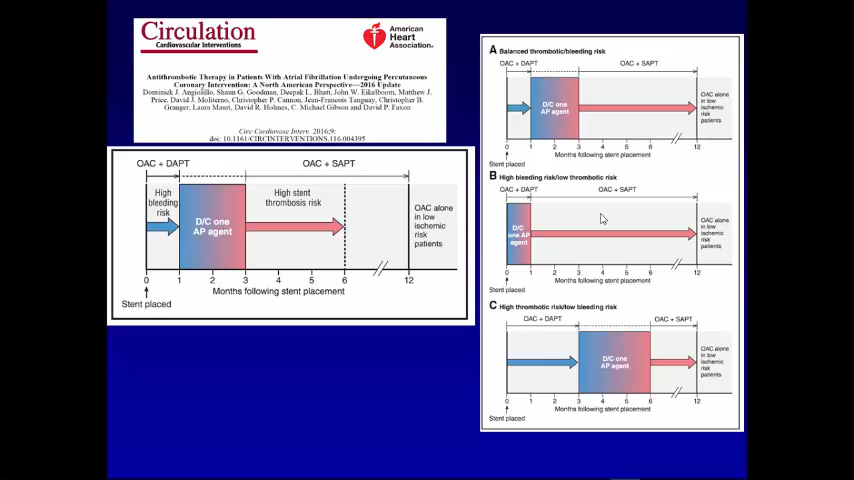 Circulation
Cardiovascular Interventions
American
Heart
Association®
Antithrombotic Therapy in Patients With Atrial Fibrillation Undergoing Percutaneous
Coronary Intervention: A North American Perspective—2016 Update
Dominick J. Angiolillo, Shaun G. Goodman, Deepak L. Bhatt, John W. Eikelboom, Matthew J.
Price, David J. Moliterno, Christopher P. Cannon, Jean-Francois Tanguay, Christopher B.
Granger, Laura Mauri, David R. Holmes, C. Michael Gibson and David P. Faxon
Circ Cardiovasc Interv. 2016;9:
doi: 10.1161/CIRCINTERVENTIONS.116.004395
OAC + DAPT
OAC + SAPT
High
bleeding
risk
High stent
thrombosis risk
D/C one
AP agent
OAC alone
in low
ischemic
risk
patients
0 1 2 3 4 5 6 12
Months following stent placement
Stent placed
A Balanced thrombotic/bleeding risk
OAC + DAPT
OAC + SAPT
D/C one
AP agent
OAC alone
in low
ischemic
risk
patients
0 1 2 3 4 5 6 12
Months following stent placement
Stent placed
B High bleeding risk/low thrombotic risk
OAC + DAPT
OAC + SAPT
D/C
one AP
agent
OAC alone
in low
ischemic
risk
patients
0 1 2 3 4 5 6 12
Months following stent placement
Stent placed
C High thrombotic risk/low bleeding risk
OAC + DAPT
OAC + SAPT
D/C one
AP agent
OAC alone
in low
ischemic
risk
patients
0 1 2 3 4 5 6 12
Months following stent placement
Stent placed